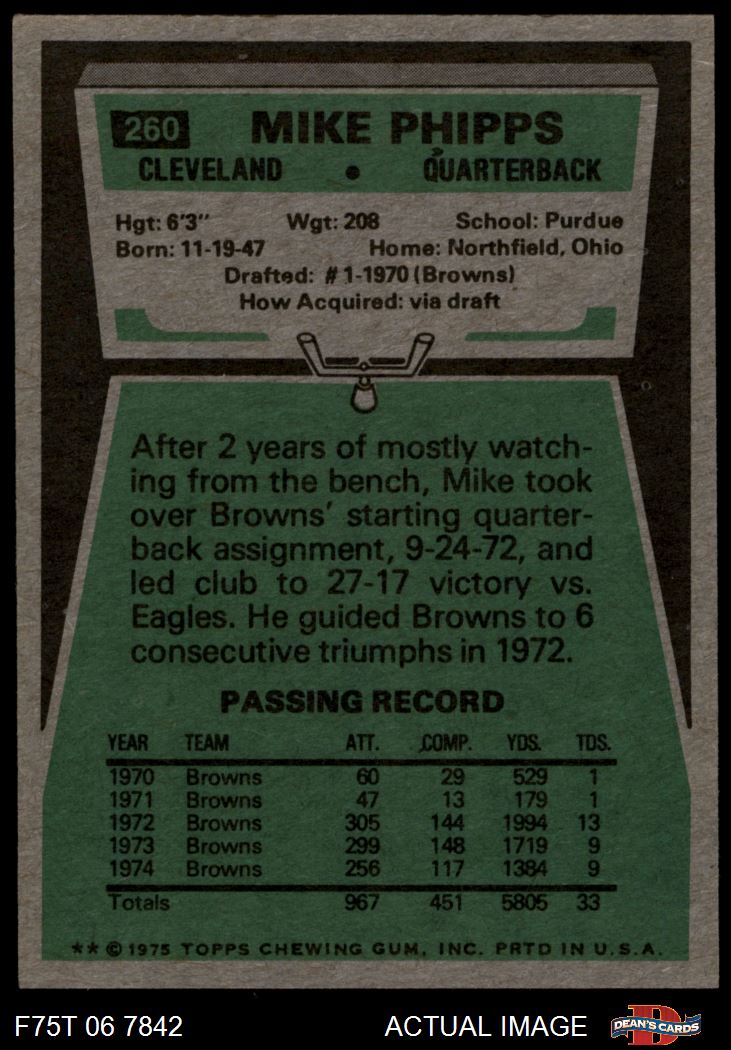 260 MIKE PHIPPS
CLEVELAND • QUARTERBACK
Hgt: 6'3" Wgt: 208 School: Purdue
Born: 11-19-47 Home: Northfield, Ohio
Drafted: #1-1970 (Browns)
How Acquired: via draft
After 2 years of mostly watch-
ing from the bench, Mike took
over Browns' starting quarter-
back assignment, 9-24-72, and
led club to 27-17 victory vs.
Eagles. He guided Browns to 6
consecutive triumphs in 1972.
PASSING RECORD
YEAR TEAM ATT. COMP. YDS. TDS.
1970 Browns 60 29 529 1
1971 Browns 47 13 179 1
1972 Browns 305 144 1994 13
1973 Browns 299 148 1719 9
1974 Browns 256 117 1384 9
Totals 967 451 5805 33
** © 1975 TOPPS CHEWING GUM, INC. PRTD IN U.S.A.
F75T 06 7842 ACTUAL IMAGE D DEAN'S CARDS